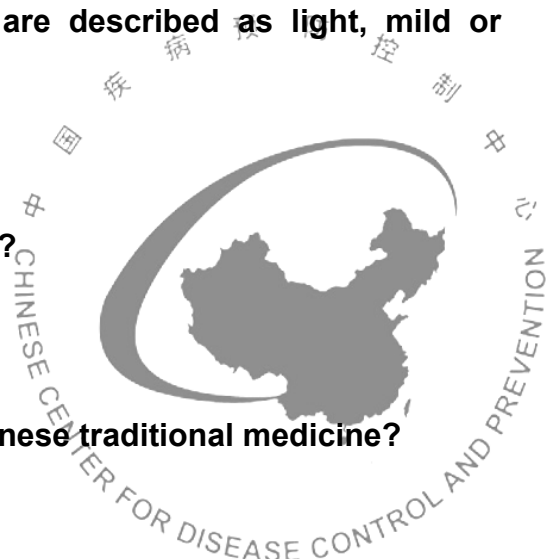 are described as light, mild or
中国疾病预防控制中心
?
nese traditional medicine?
CHINESE CENTER FOR DISEASE CONTROL AND PREVENTION